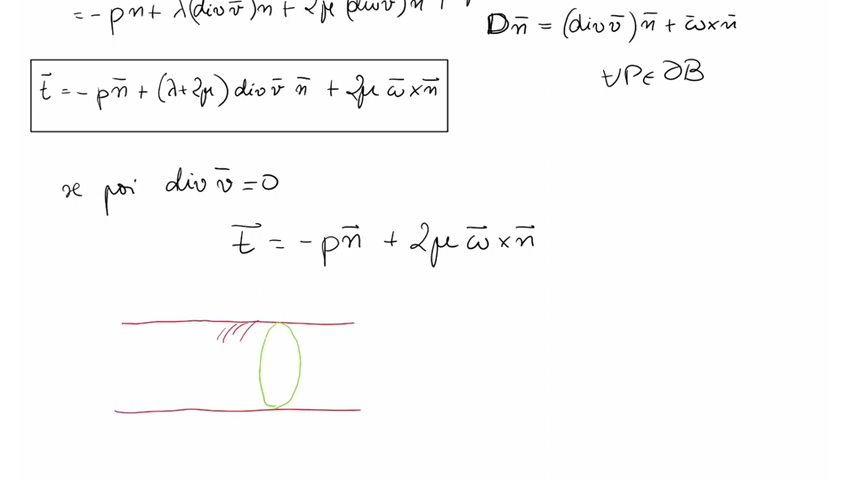 = -pn + λ(div v̄)n + 2μ (div v̄)n +
Dn̄ = (div v̄) n̄ + ω̄ × n̄
∀P∈ ∂B
t̄ = -pn̄ + (λ+2μ) div v̄ n̄ + 2μ ω̄ × n̄
se poi div v̄ = 0
t̄ = -pn̄ + 2μ ω̄ × n̄